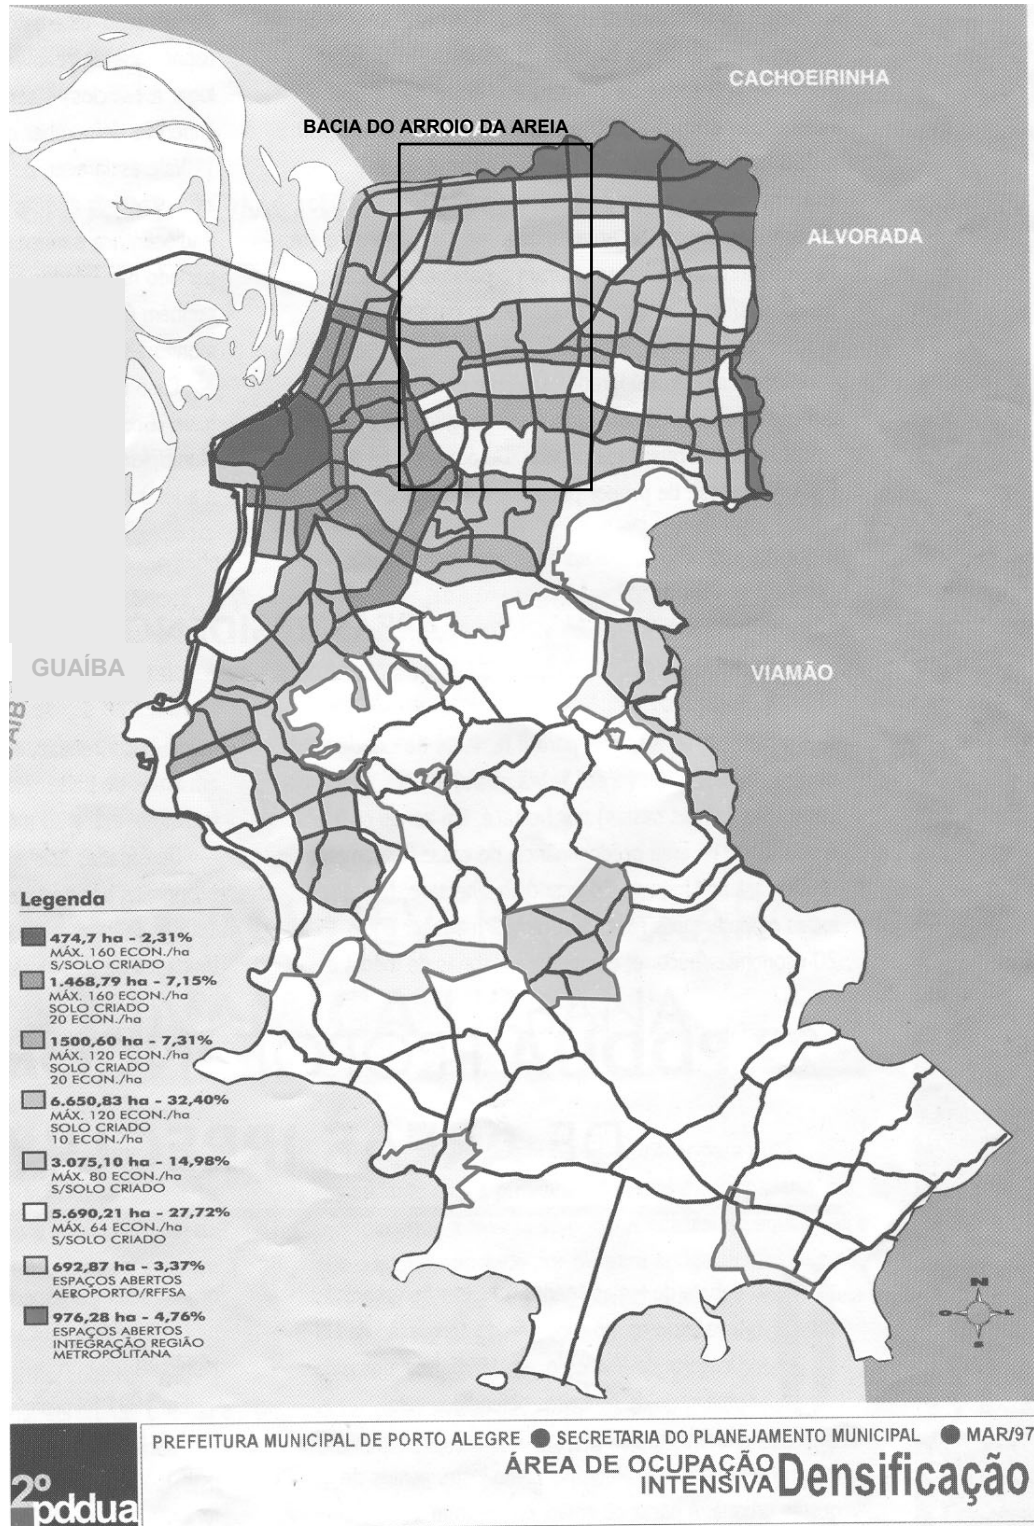 CACHOEIRINHA
BACIA DO ARROIO DA AREIA
ALVORADA
GUAÍBA
VIAMÃO
Legenda
474,7 ha - 2,31%
MÁX. 160 ECON./ha
S/SOLO CRIADO
1.468,79 ha - 7,15%
MÁX. 160 ECON./ha
SOLO CRIADO
20 ECON./ha
1500,60 ha - 7,31%
MÁX. 120 ECON./ha
SOLO CRIADO
20 ECON./ha
6.650,83 ha - 32,40%
MÁX. 120 ECON./ha
SOLO CRIADO
10 ECON./ha
3.075,10 ha - 14,98%
MÁX. 80 ECON./ha
S/SOLO CRIADO
5.690,21 ha - 27,72%
MÁX. 64 ECON./ha
S/SOLO CRIADO
692,87 ha - 3,37%
ESPAÇOS ABERTOS
AEROPORTO/RFFSA
976,28 ha - 4,76%
ESPAÇOS ABERTOS
INTEGRAÇÃO REGIÃO
METROPOLITANA
N
O L
S
PREFEITURA MUNICIPAL DE PORTO ALEGRE ● SECRETARIA DO PLANEJAMENTO MUNICIPAL ● MAR/97
ÁREA DE OCUPAÇÃO
INTENSIVA Densificação
2º
pddua